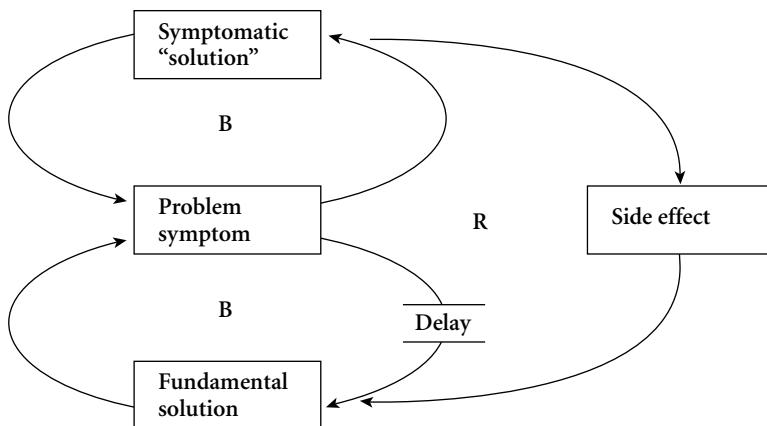 Symptomatic
“solution”
B
Problem
symptom
R
Side effect
B
Delay
Fundamental
solution